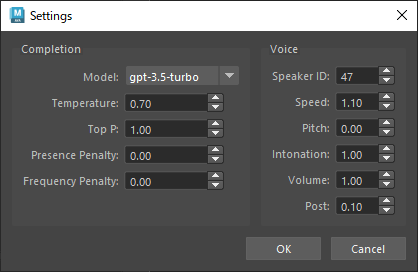 Settings
Completion
Model: gpt-3.5-turbo
Temperature: 0.70
Top P: 1.00
Presence Penalty: 0.00
Frequency Penalty: 0.00
Voice
Speaker ID: 47
Speed: 1.10
Pitch: 0.00
Intonation: 1.00
Volume: 1.00
Post: 0.10
OK Cancel